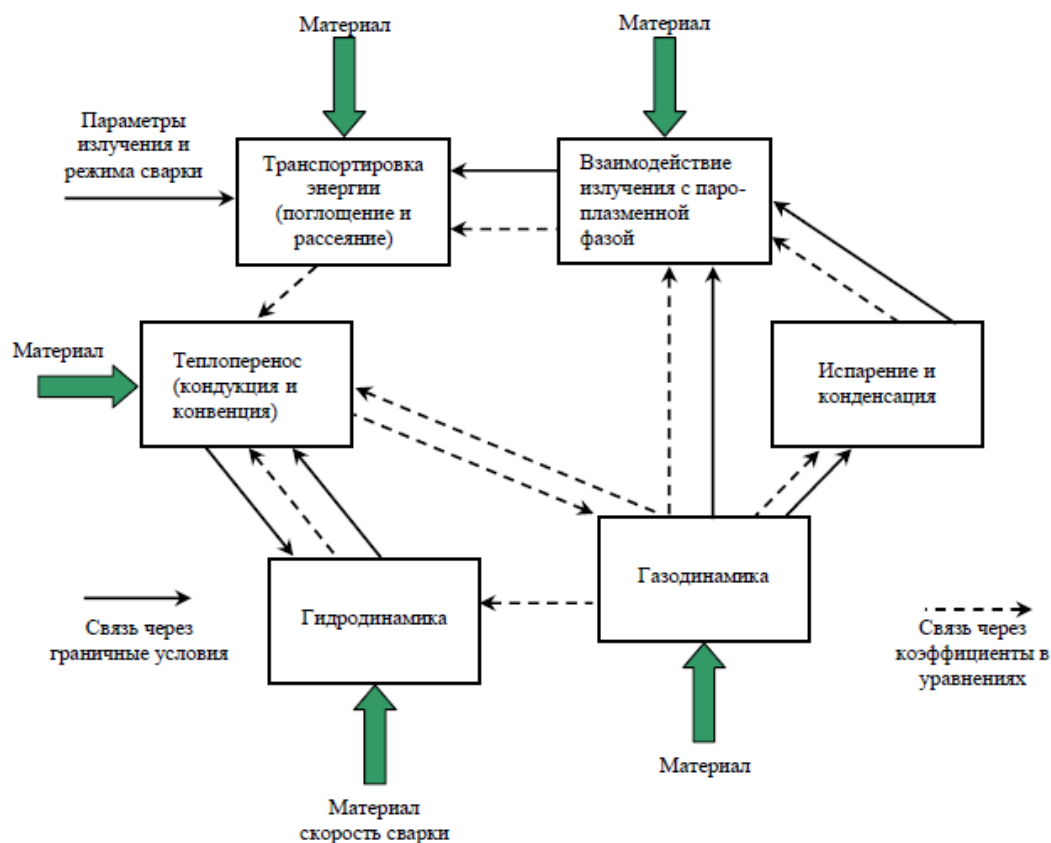 Материал
Материал
Параметры
излучения и
режима сварки
Транспортировка
энергии
(поглощение и
рассеяние)
Взаимодействие
излучения с паро-
плазменной
фазой
Материал
Теплоперенос
(кондукция и
конвенция)
Испарение и
конденсация
Газодинамика
Гидродинамика
Связь через
граничные условия
Связь через
коэффициенты в
уравнениях
Материал
Материал
скорость сварки